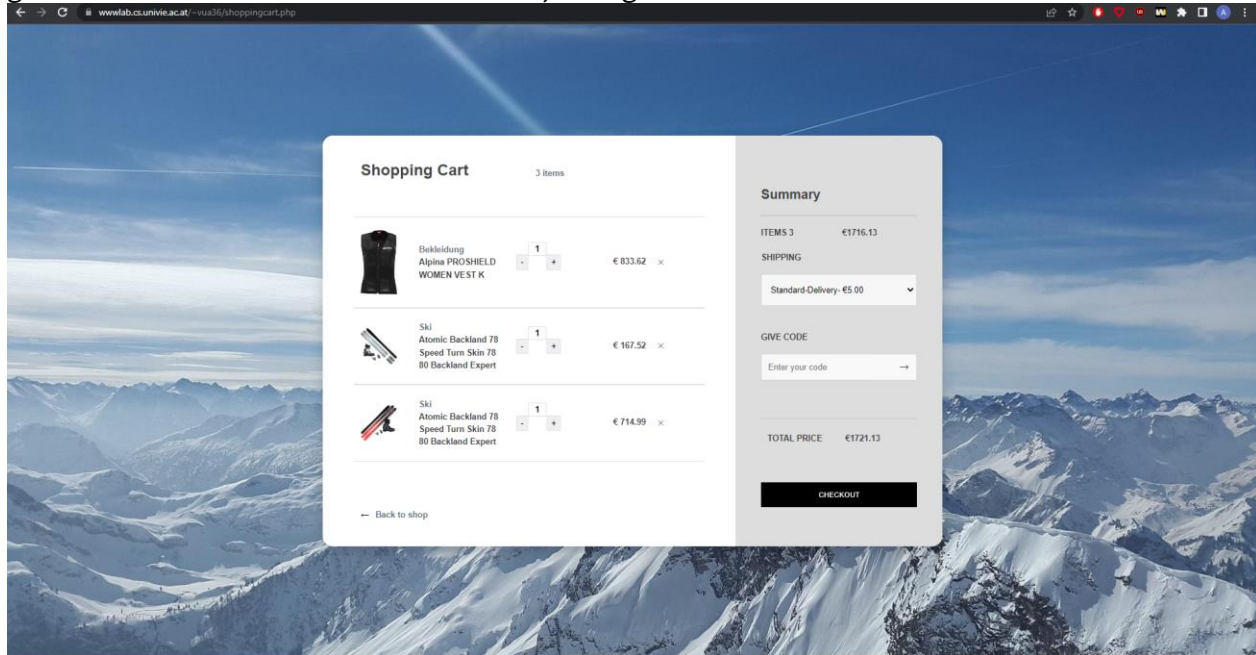 wwwlab.cs.univie.ac.at/~vua36/shoppingcart.php
Shopping Cart
3 items
Bekleidung
Alpina PROSHIELD
WOMEN VEST K
1
- +
€ 833.62 ×
Ski
Atomic Backland 78
Speed Turn Skin 78
80 Backland Expert
1
- +
€ 167.52 ×
Ski
Atomic Backland 78
Speed Turn Skin 78
80 Backland Expert
1
- +
€ 714.99 ×
← Back to shop
Summary
ITEMS 3 €1716.13
SHIPPING
Standard-Delivery- €5.00
GIVE CODE
Enter your code →
TOTAL PRICE €1721.13
CHECKOUT